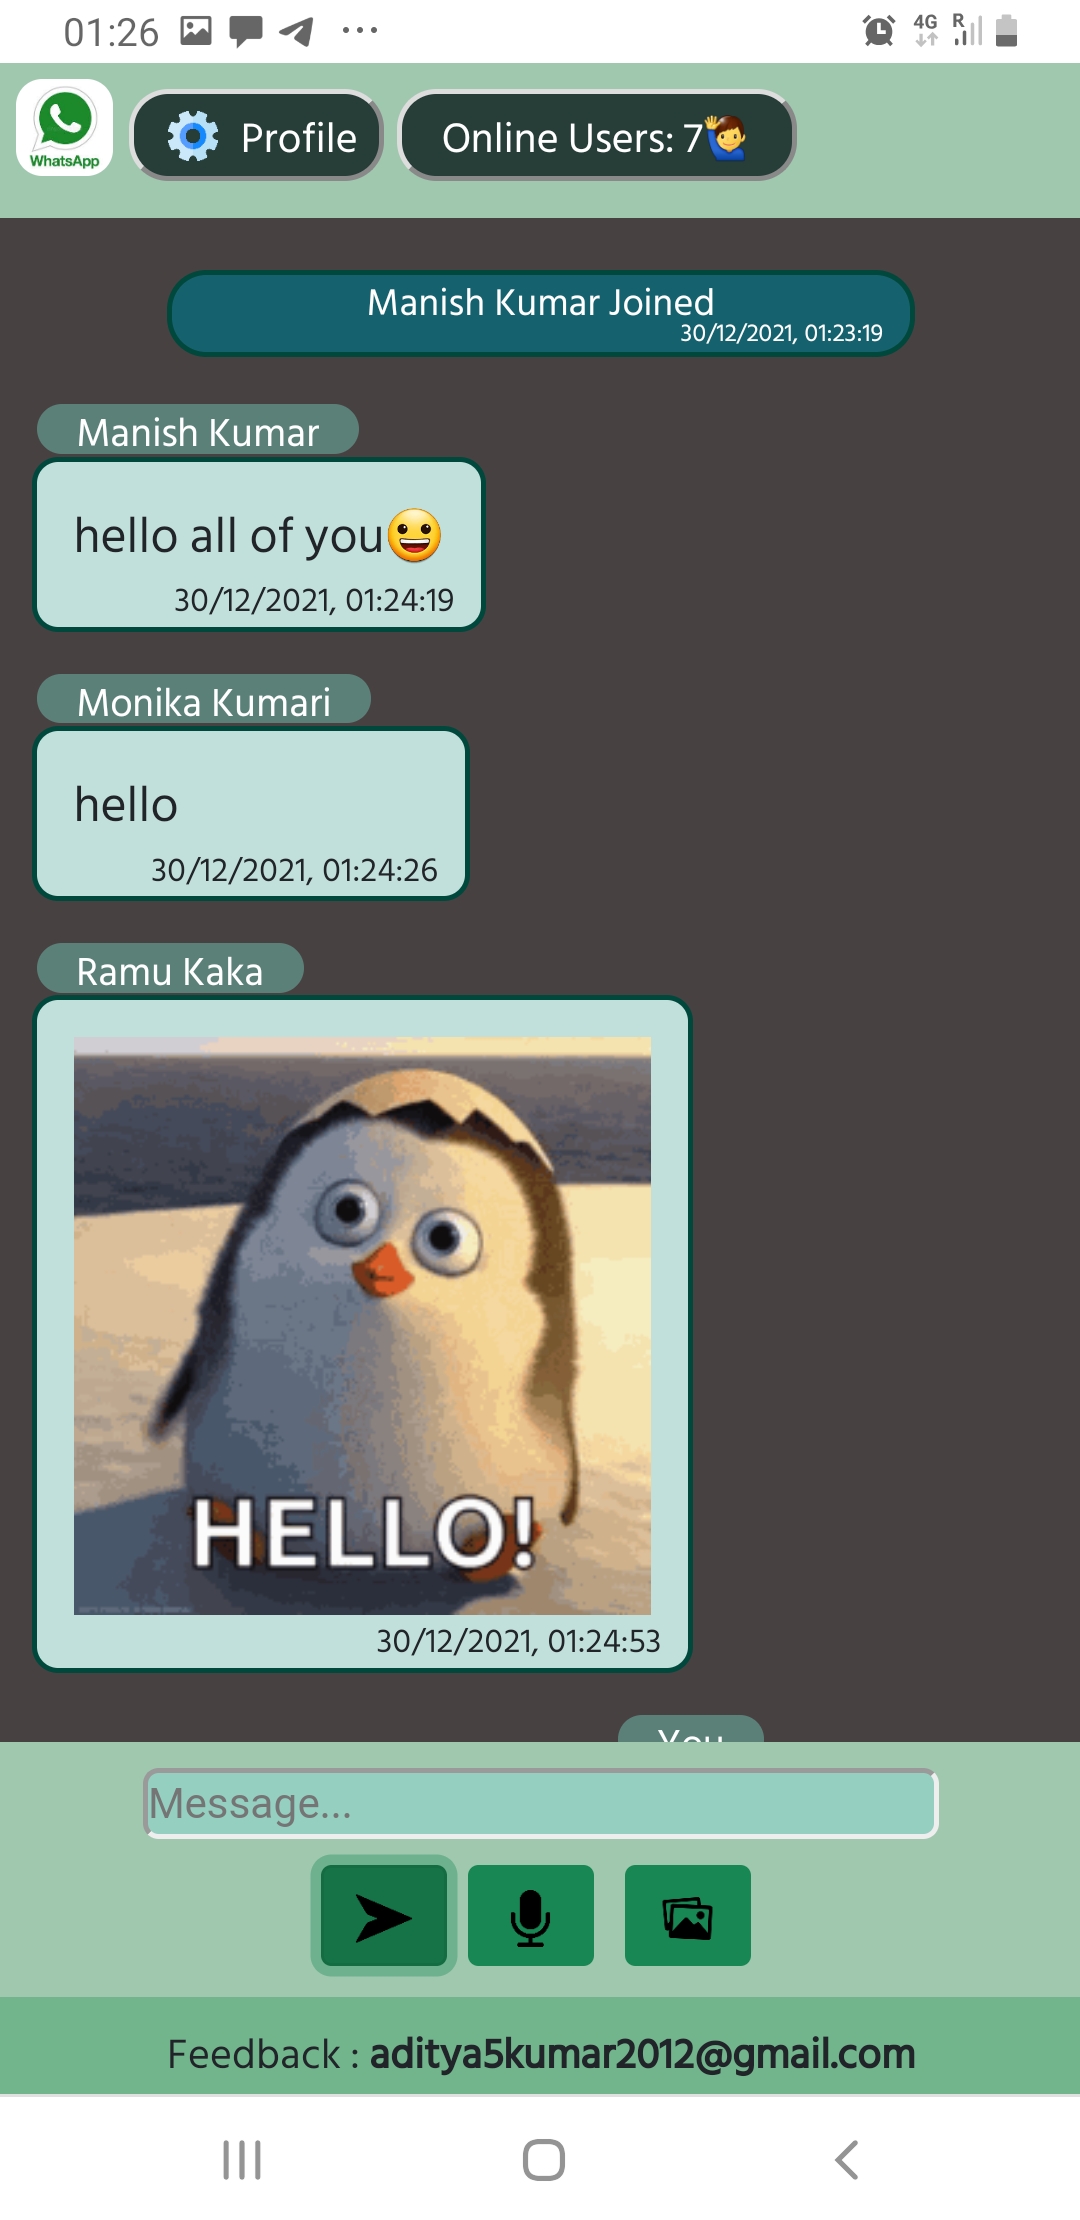 01:26
4G
R
WhatsApp
Profile
Online Users: 7🙋‍♂️
Manish Kumar Joined
30/12/2021, 01:23:19
Manish Kumar
hello all of you😀
30/12/2021, 01:24:19
Monika Kumari
hello
30/12/2021, 01:24:26
Ramu Kaka
HELLO!
30/12/2021, 01:24:53
You
Message...
Feedback : aditya5kumar2012@gmail.com